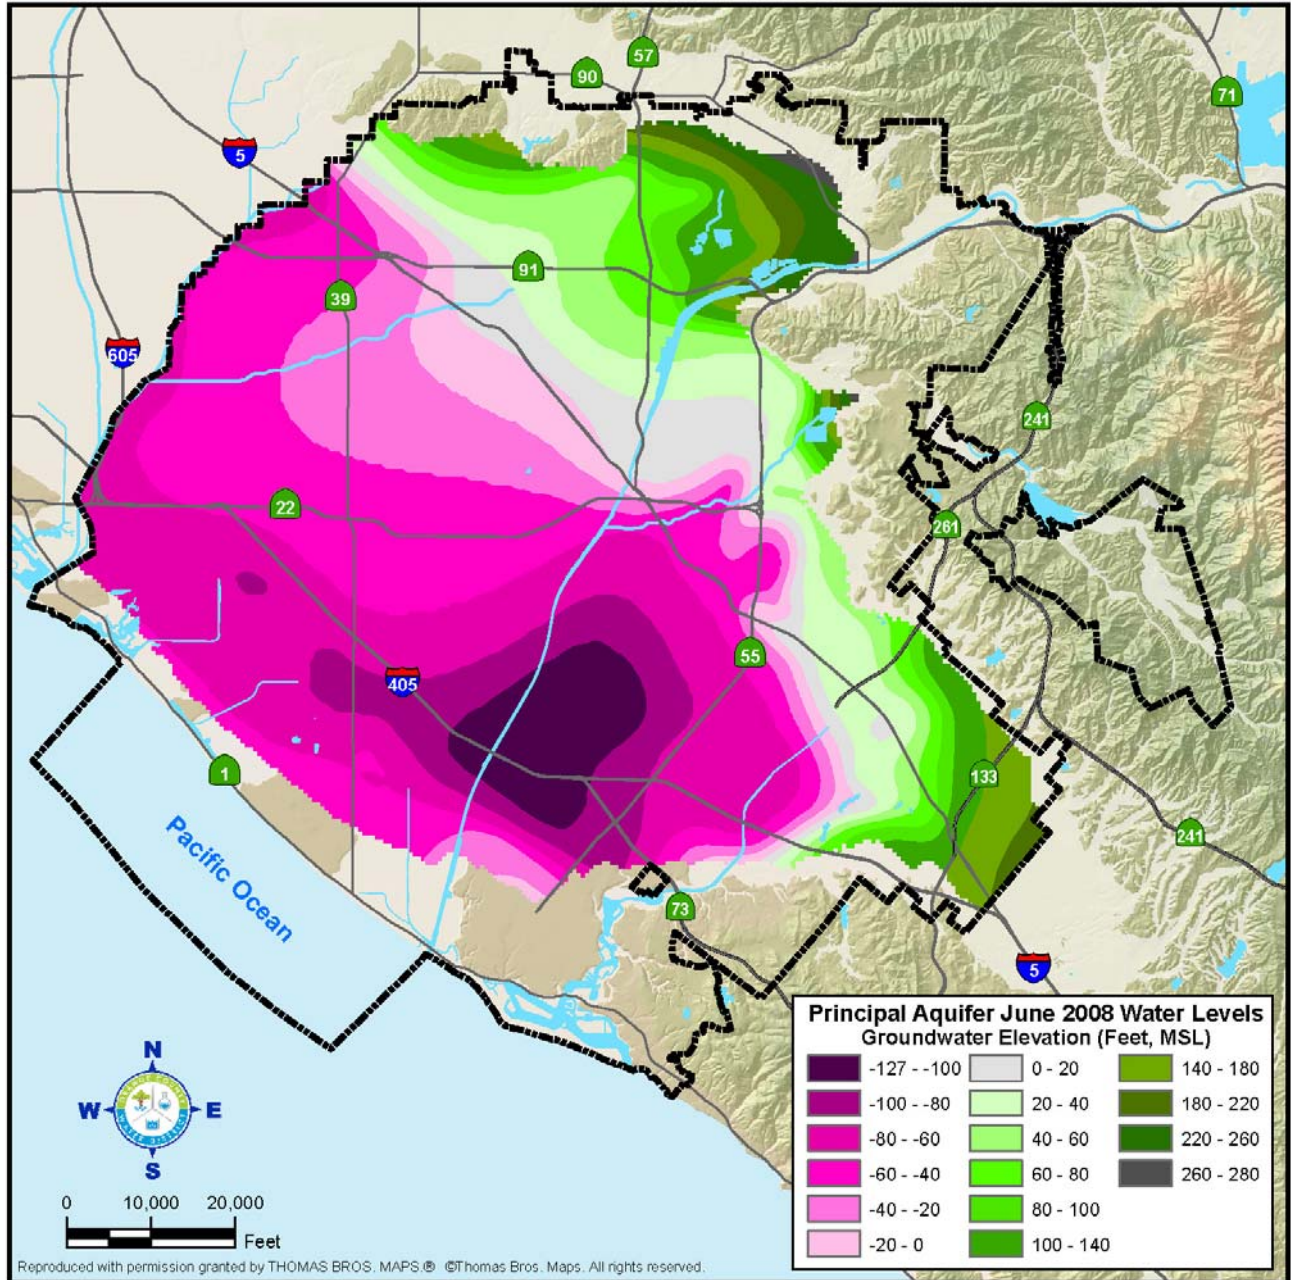 57
90
71
5
91
39
605
241
22
261
55
405
133
1
241
Pacific Ocean
73
5
Principal Aquifer June 2008 Water Levels
Groundwater Elevation (Feet, MSL)
-127 - -100
0 - 20
140 - 180
-100 - -80
20 - 40
180 - 220
-80 - -60
40 - 60
220 - 260
-60 - -40
60 - 80
260 - 280
-40 - -20
80 - 100
-20 - 0
100 - 140
N
W
E
S
0 10,000 20,000
Feet
Reproduced with permission granted by THOMAS BROS. MAPS.® ©Thomas Bros. Maps. All rights reserved.